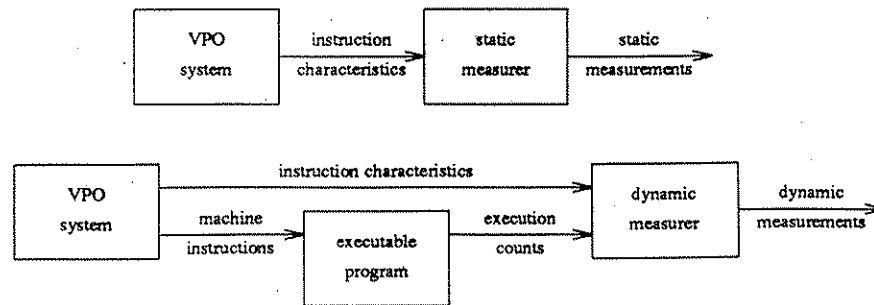 VPO
system
instruction
characteristics
static
measurer
static
measurements
VPO
system
instruction characteristics
machine
instructions
executable
program
execution
counts
dynamic
measurer
dynamic
measurements